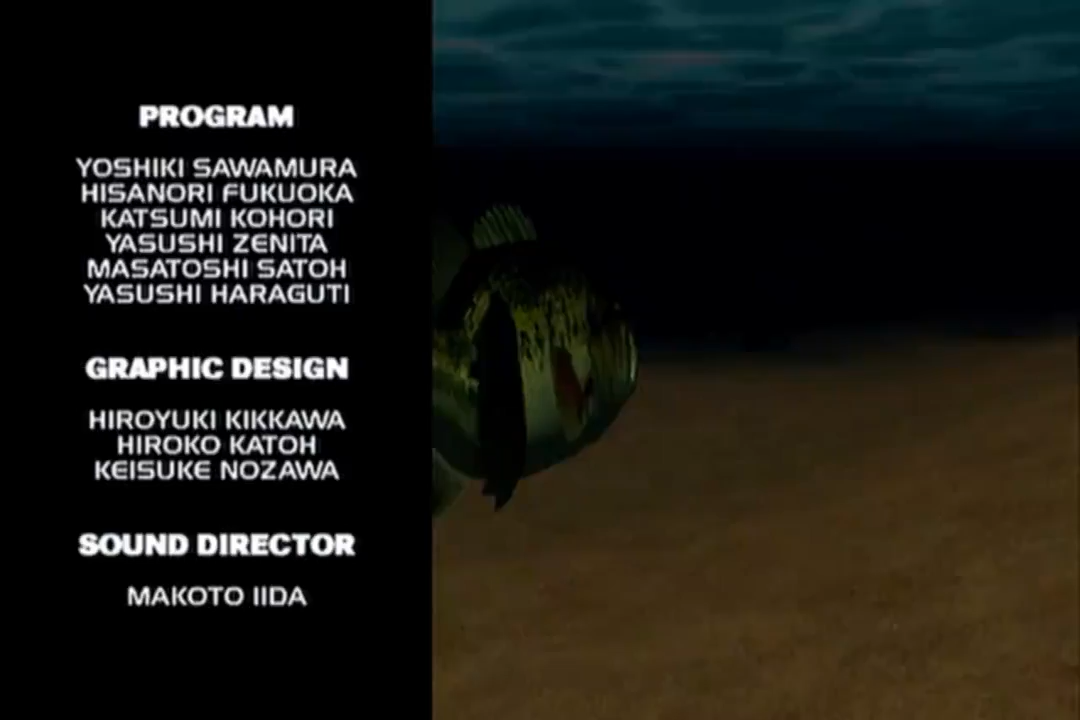 PROGRAM
YOSHIKI SAWAMURA
HISANORI FUKUOKA
KATSUMI KOHORI
YASUSHI ZENITA
MASATOSHI SATOH
YASUSHI HARAGUTI
GRAPHIC DESIGN
HIROYUKI KIKKAWA
HIROKO KATOH
KEISUKE NOZAWA
SOUND DIRECTOR
MAKOTO IIDA